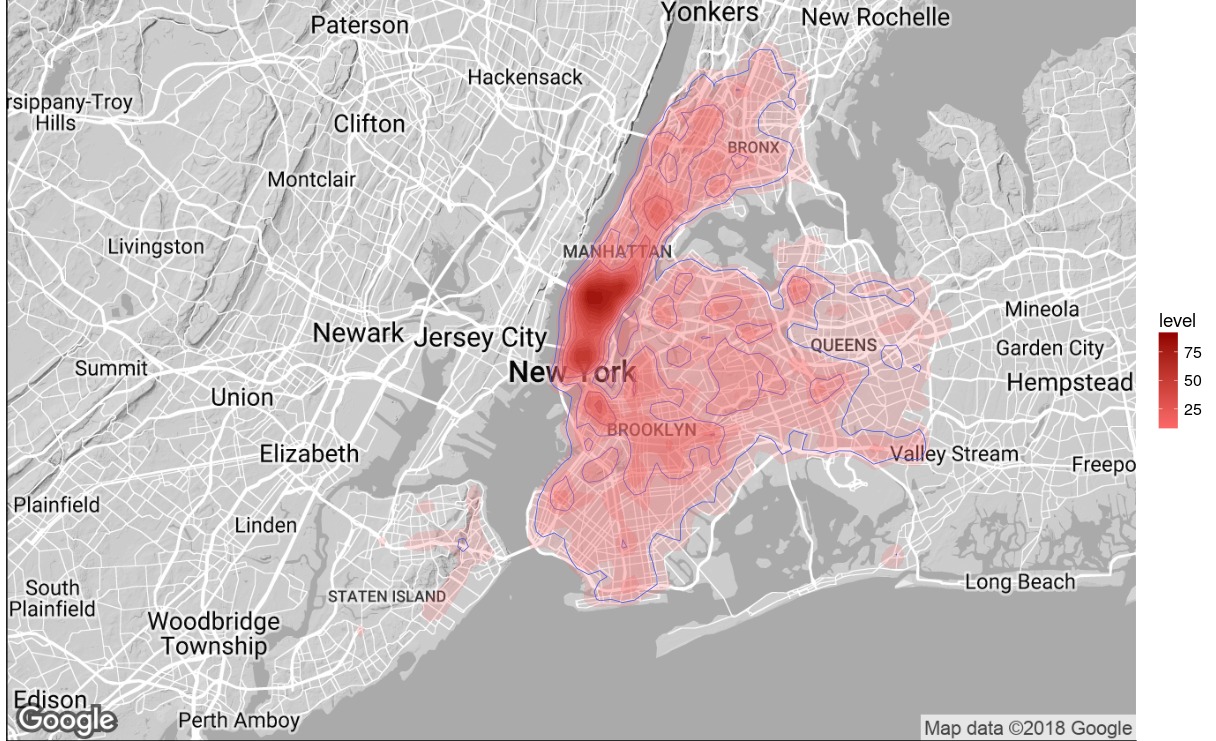 Yonkers
New Rochelle
Paterson
Hackensack
rsippany-Troy
Hills
Clifton
BRONX
Montclair
Livingston
MANHATTAN
Mineola
level
Newark
Jersey City
QUEENS
Garden City
75
Summit
New York
Hempstead
50
Union
25
BROOKLYN
Elizabeth
Valley Stream
Freepo
Plainfield
Linden
South
Plainfield
STATEN ISLAND
Long Beach
Woodbridge
Township
Edison
Google
Perth Amboy
Map data ©2018 Google